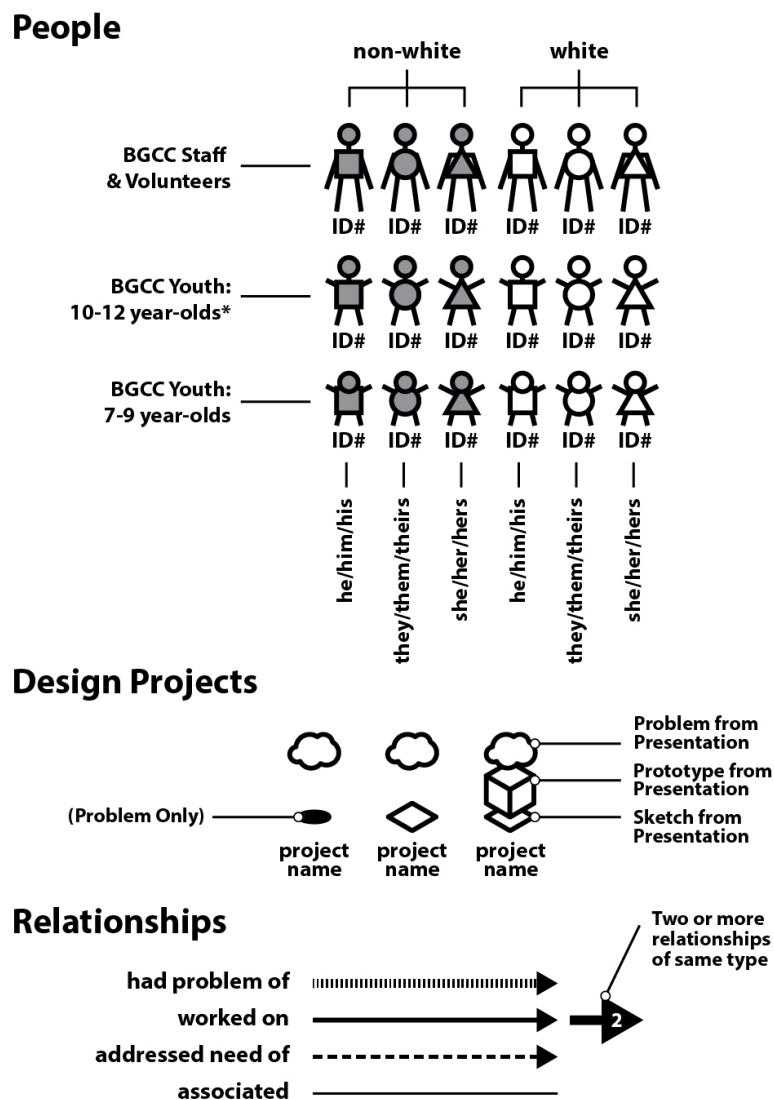 People
non-white
white
BGCC Staff
& Volunteers
ID# ID# ID# ID# ID# ID#
BGCC Youth:
10-12 year-olds*
ID# ID# ID# ID# ID# ID#
BGCC Youth:
7-9 year-olds
ID# ID# ID# ID# ID# ID#
he/him/his
they/them/theirs
she/her/hers
he/him/his
they/them/theirs
she/her/hers
Design Projects
Problem from
Presentation
Prototype from
Presentation
(Problem Only)
Sketch from
Presentation
project
name
project
name
project
name
Relationships
Two or more
relationships
of same type
had problem of
worked on
2
addressed need of
associated